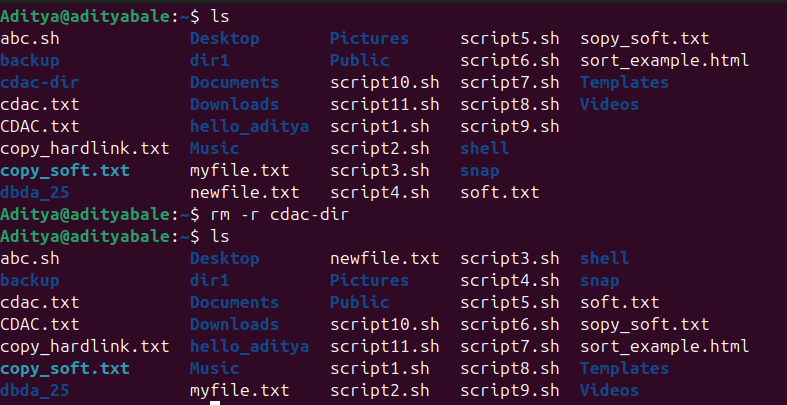 Aditya@adityabale:~$ ls
abc.sh Desktop Pictures script5.sh sopy_soft.txt
backup dir1 Public script6.sh sort_example.html
cdac-dir Documents script10.sh script7.sh Templates
cdac.txt Downloads script11.sh script8.sh Videos
CDAC.txt hello_aditya script1.sh script9.sh
copy_hardlink.txt Music script2.sh shell
copy_soft.txt myfile.txt script3.sh snap
dbda_25 newfile.txt script4.sh soft.txt
Aditya@adityabale:~$ rm -r cdac-dir
Aditya@adityabale:~$ ls
abc.sh Desktop newfile.txt script3.sh shell
backup dir1 Pictures script4.sh snap
cdac.txt Documents Public script5.sh soft.txt
CDAC.txt Downloads script10.sh script6.sh sopy_soft.txt
copy_hardlink.txt hello_aditya script11.sh script7.sh sort_example.html
copy_soft.txt Music script1.sh script8.sh Templates
dbda_25 myfile.txt script2.sh script9.sh Videos